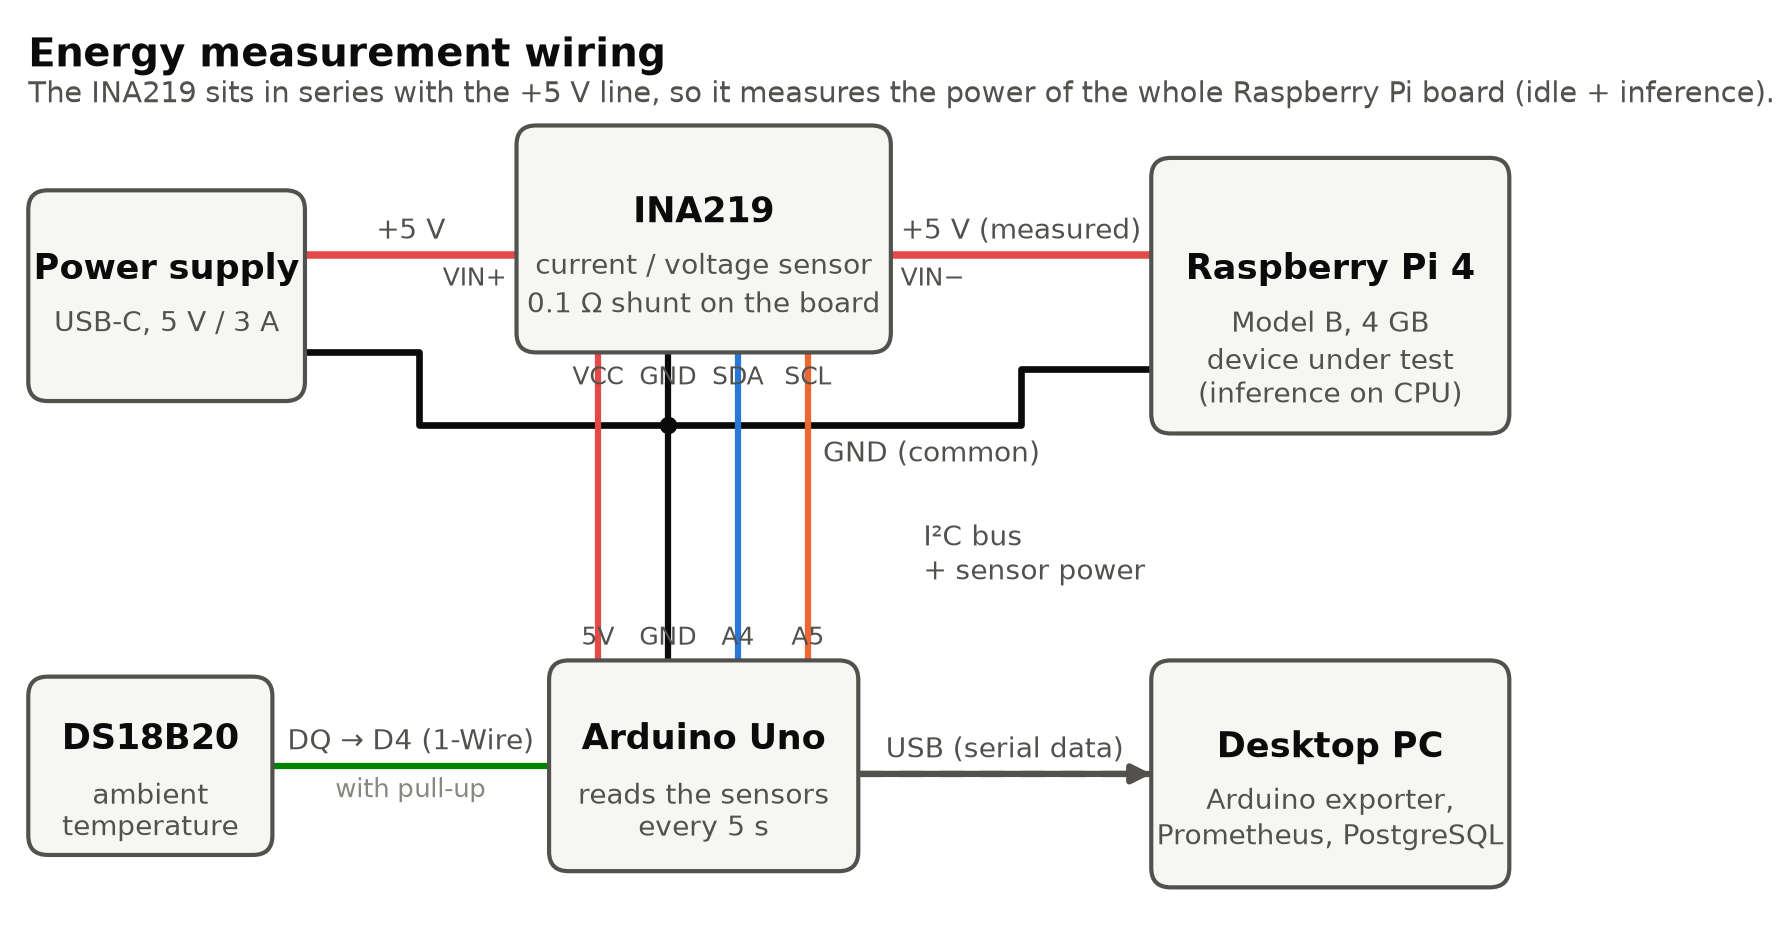 Energy measurement wiring
The INA219 sits in series with the +5 V line, so it measures the power of the whole Raspberry Pi board (idle + inference).
Power supply
USB-C, 5 V / 3 A
+5 V
VIN+
INA219
current / voltage sensor
0.1 Ω shunt on the board
+5 V (measured)
VIN−
Raspberry Pi 4
Model B, 4 GB
device under test
(inference on CPU)
VCC GND SDA SCL
GND (common)
I²C bus
+ sensor power
5V GND A4 A5
DS18B20
ambient
temperature
DQ → D4 (1-Wire)
with pull-up
Arduino Uno
reads the sensors
every 5 s
USB (serial data)
Desktop PC
Arduino exporter,
Prometheus, PostgreSQL